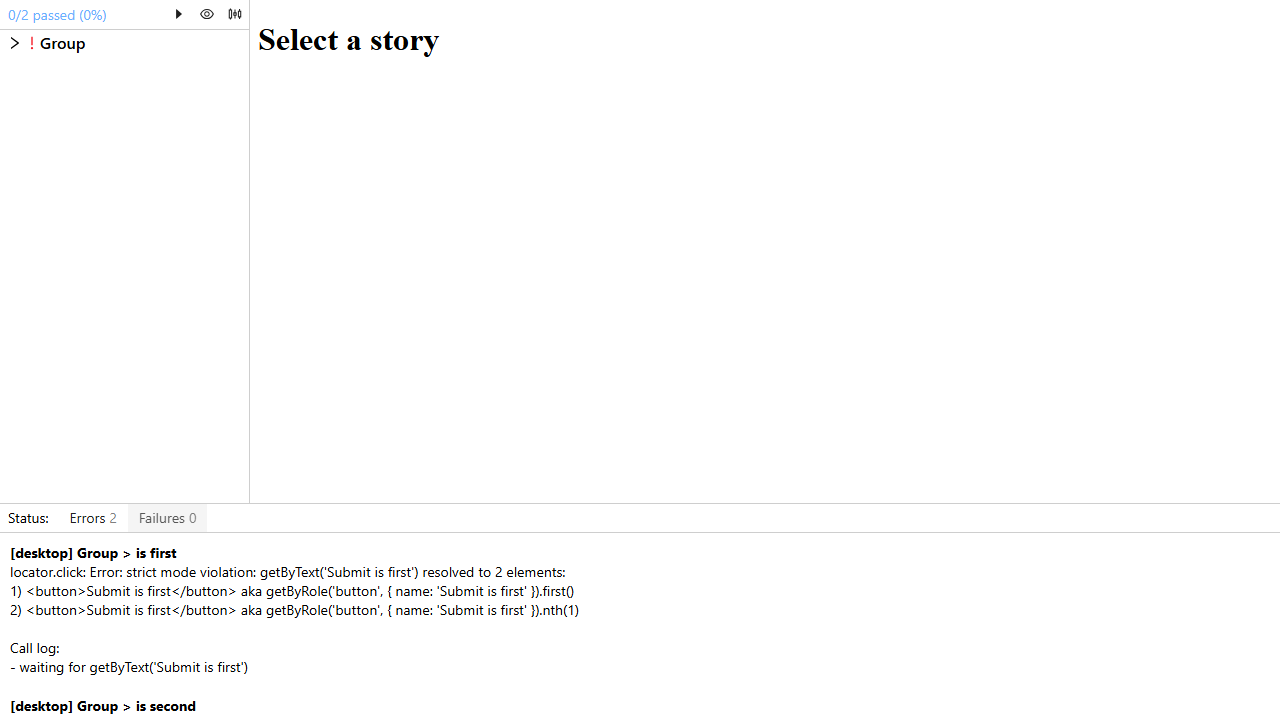 0/2 passed (0%)
! Group
Select a story
Status: Errors 2 Failures 0
[desktop] Group > is first
locator.click: Error: strict mode violation: getByText('Submit is first') resolved to 2 elements:
1) <button>Submit is first</button> aka getByRole('button', { name: 'Submit is first' }).first()
2) <button>Submit is first</button> aka getByRole('button', { name: 'Submit is first' }).nth(1)
Call log:
- waiting for getByText('Submit is first')
[desktop] Group > is second